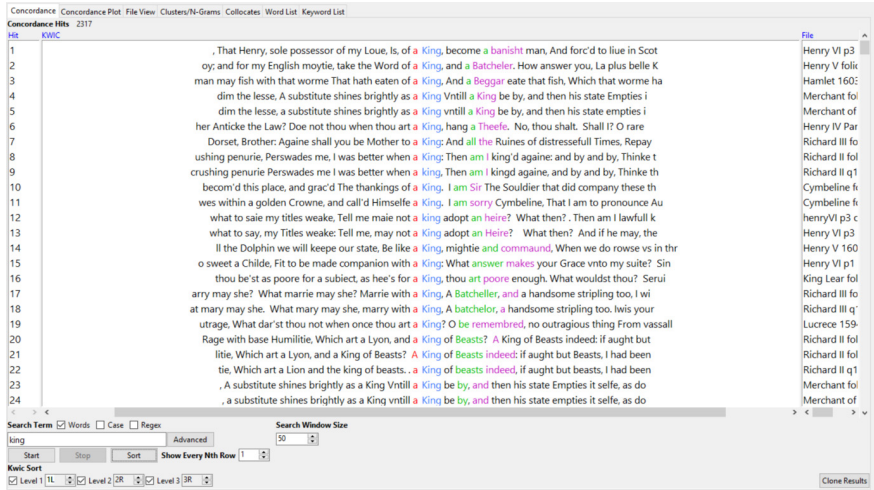 Concordance Concordance Plot File View Clusters/N-Grams Collocates Word List Keyword List
Concordance Hits 2317
Hit KWIC File
1 , That Henry, sole possessor of my Loue, Is, of a King, become a banisht man, And forc'd to liue in Scot Henry VI p3
2 oy; and for my English moytie, take the Word of a King, and a Batcheler. How answer you, La plus belle K Henry V folio
3 man may fish with that worme That hath eaten of a King, And a Beggar eate that fish, Which that worme ha Hamlet 1603
4 dim the lesse, A substitute shines brightly as a King Vntill a King be by, and then his state Empties i Merchant fol
5 dim the lesse, a substitute shines brightly as a King vntill a King be by, and then his state Empties i Merchant of
6 her Anticke the Law? Doe not thou when thou art a King, hang a Theefe. No, thou shalt. Shall I? O rare Henry IV Par
7 Dorset, Brother: Againe shall you be Mother to a King: And all the Ruines of distressefull Times, Repay Richard III fo
8 ushing penurie, Perswades me, I was better when a King: Then am I king'd againe: and by and by, Thinke t Richard II fol
9 crushing penurie Perswades me I was better when a King, Then am I kingd againe, and by and by, Thinke th Richard II q1
10 becom'd this place, and grac'd The thankings of a King. I am Sir The Souldier that did company these th Cymbeline fo
11 wes within a golden Crowne, and call'd Himselfe a King. I am sorry Cymbeline, That I am to pronounce Au Cymbeline fo
12 what to saie my titles weake, Tell me maie not a king adopt an heire? What then? . Then am I lawfull k henryVI p3 o
13 what to say, my Titles weake: Tell me, may not a King adopt an Heire? What then? And if he may, the Henry VI p3
14 ll the Dolphin we will keepe our state, Be like a King, mightie and commaund, When we do rowse vs in thr Henry V 160
15 o sweet a Childe, Fit to be made companion with a King: What answer makes your Grace vnto my suite? Sin Henry VI p1
16 thou be'st as poore for a subiect, as hee's for a King, thou art poore enough. What wouldst thou? Serui King Lear fol
17 arry may she? What marrie may she? Marrie with a King, A Batcheller, and a handsome stripling too, I wi Richard III fo
18 at mary may she. What mary may she, marry with a King, A batchelor, a handsome stripling too. Iwis your Richard III q1
19 utrage, What dar'st thou not when once thou art a King? O be remembred, no outragious thing From vassall Lucrece 159
20 Rage with base Humilitie, Which art a Lyon, and a King of Beasts? A King of Beasts indeed: if aught but Richard II fol
21 litie, Which art a Lyon, and a King of Beasts? A King of Beasts indeed: if aught but Beasts, I had been Richard II fol
22 tie, Which art a Lion and the king of beasts. . a King of beasts indeed, if aught but beasts, I had been Richard II q1
23 , A substitute shines brightly as a King Vntill a King be by, and then his state Empties it selfe, as do Merchant fol
24 , a substitute shines brightly as a King vntill a King be by, and then his state Empties it selfe, as do Merchant of
Search Term Words Case Regex Search Window Size
king Advanced 50
Start Stop Sort Show Every Nth Row 1
Kwic Sort
Level 1 1L Level 2 2R Level 3 3R Clone Results